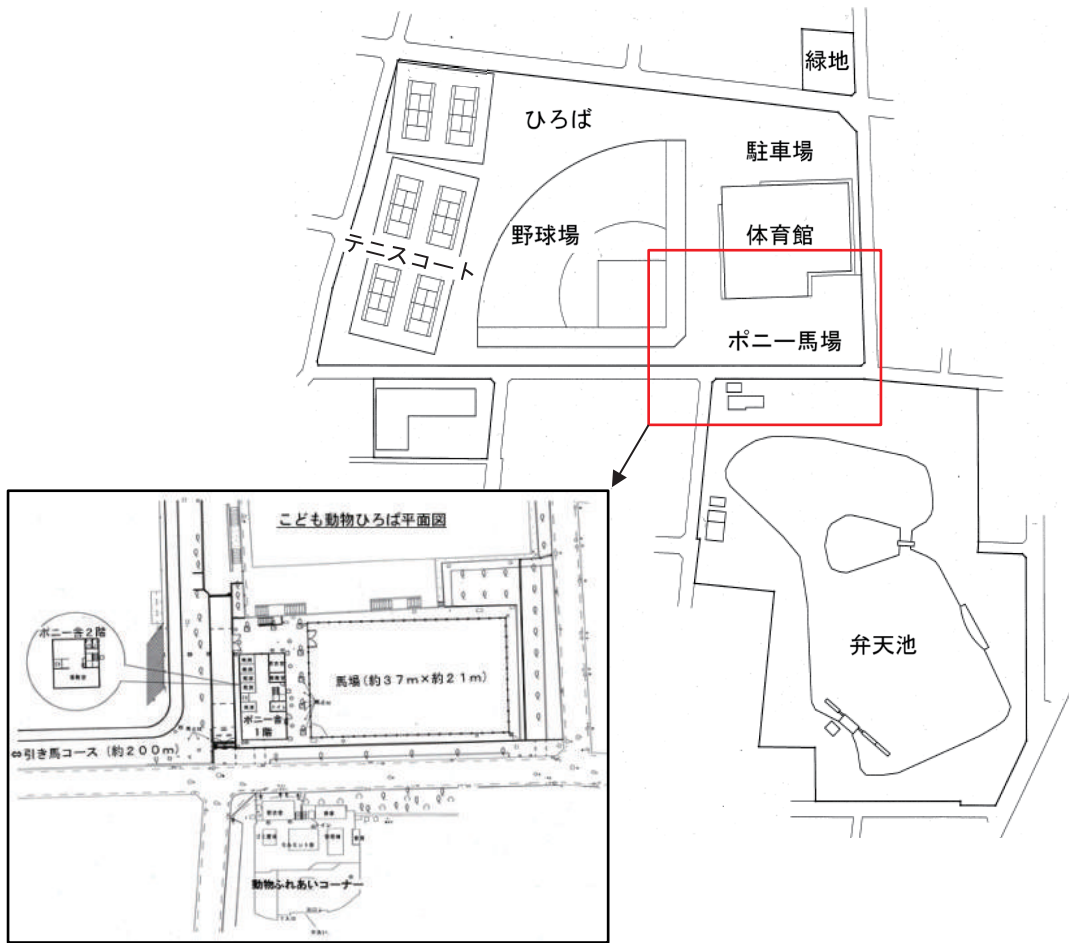 緑地
ひろば
駐車場
野球場
体育館
テニスコート
ポニー馬場
弁天池
こども動物ひろば平面図
ポニー舎2階
馬場(約37m×約21m)
ポニー舎
1階
⇔引き馬コース (約200m)
動物ふれあいコーナー